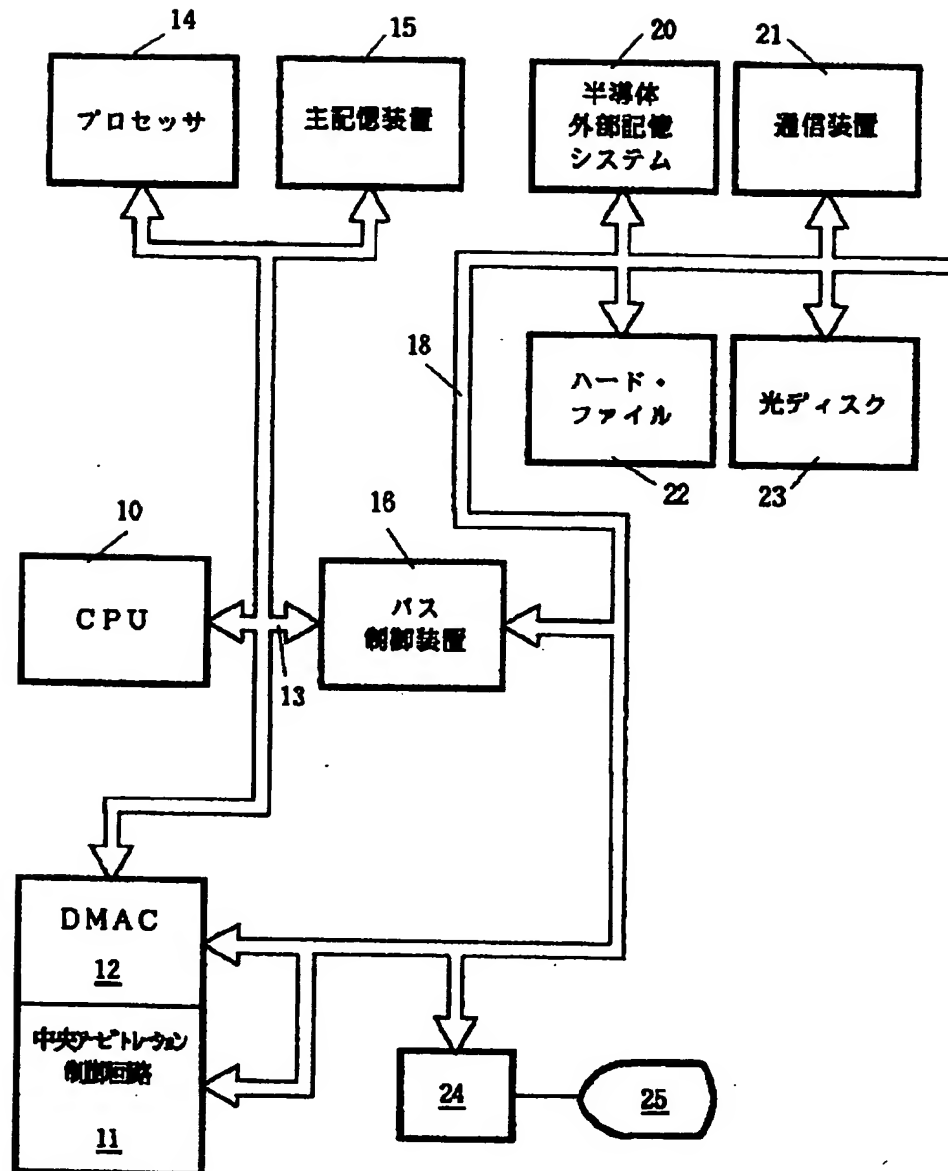 14
プロセッサ
15
主記憶装置
20
半導体
外部記憶
システム
21
通信装置
18
ハード・
ファイル
22
光ディスク
23
10
CPU
16
バス
制御装置
13
DMAC
12
中央アービトレーション
制御回路
11
24
25